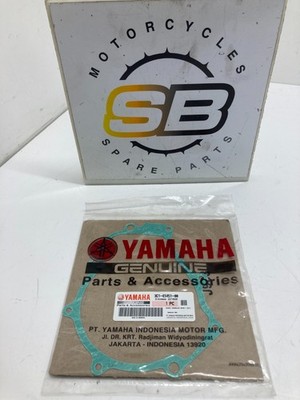 MOTORCYCLES
SB
SPARE PARTS
YAMAHA
GENUINE
Parts & Accessories
YAMAHA
PT. YAMAHA INDONESIA MOTOR MFG.
JL. DR. KRT. Radjiman Widyodiningrat
JAKARTA - INDONESIA 13920